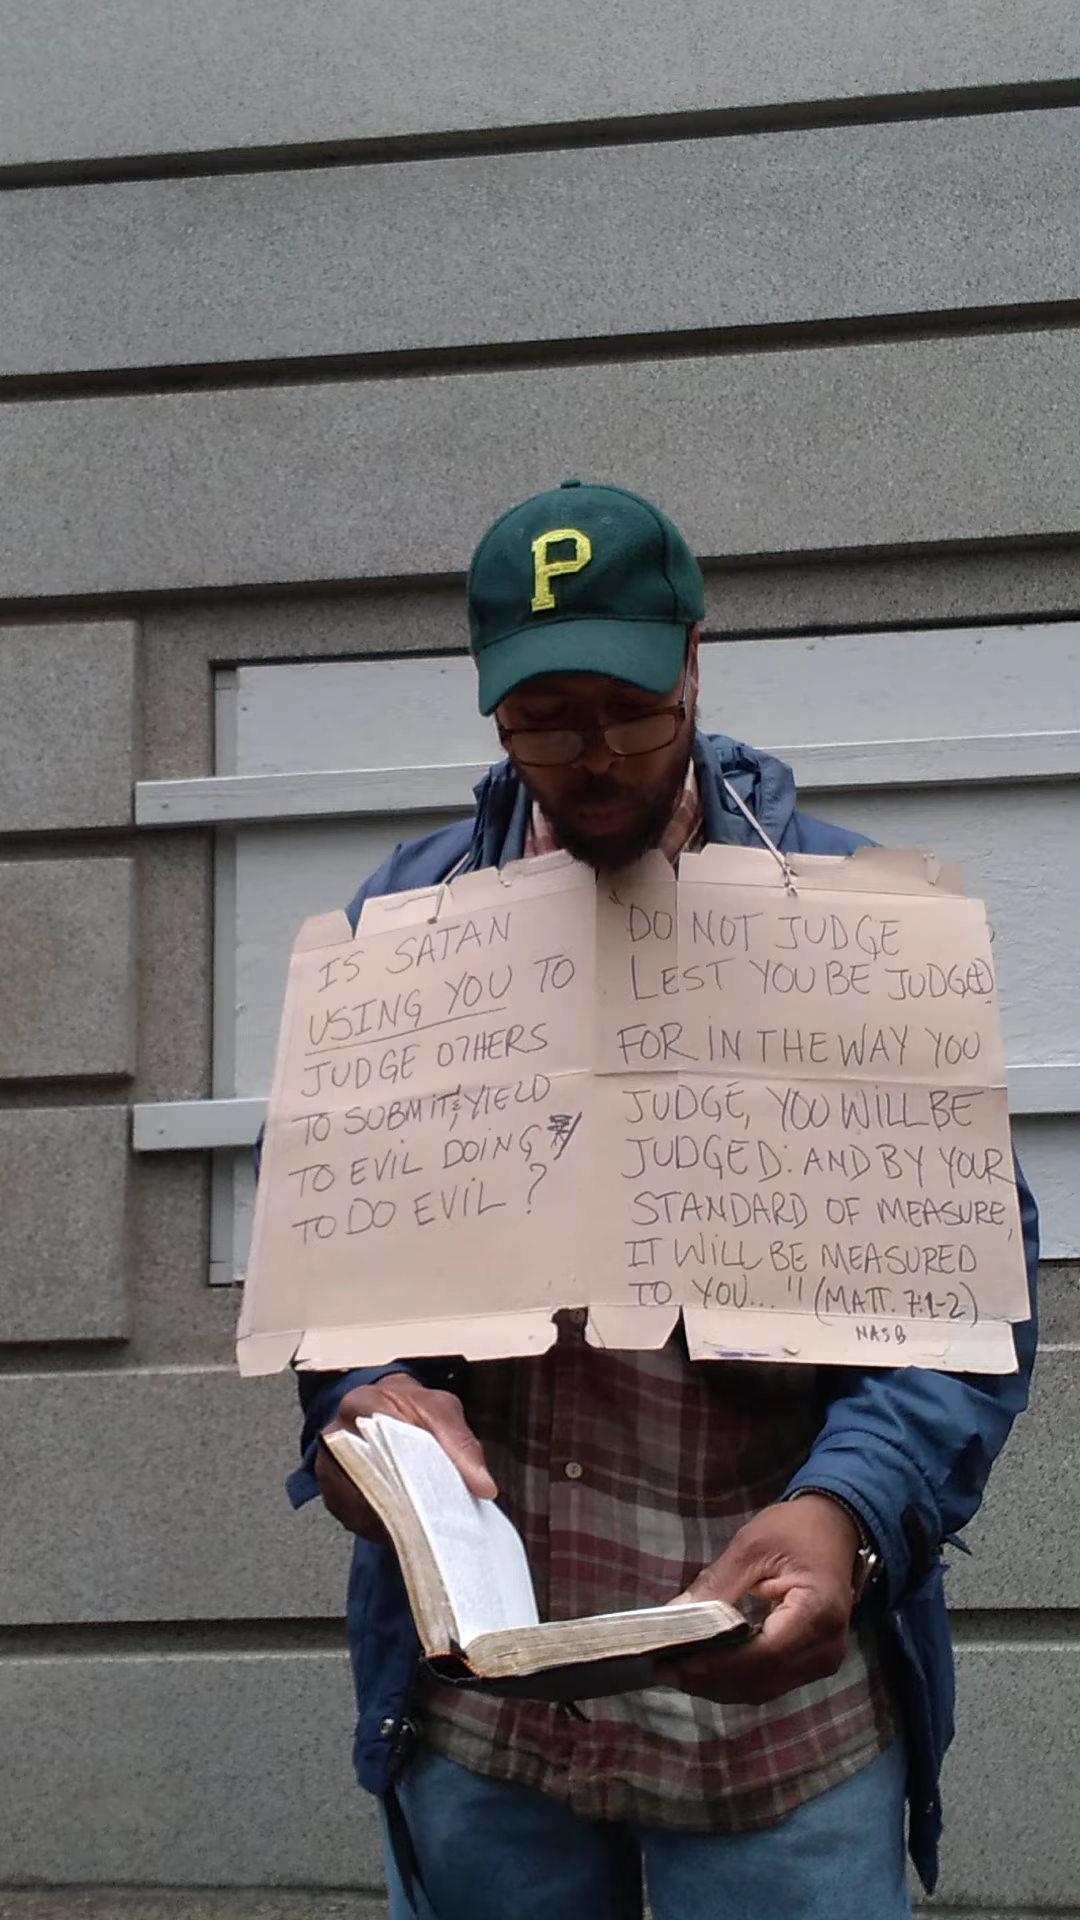 P
IS SATAN
USING YOU TO
JUDGE OTHERS
TO SUBMIT & YIELD
TO EVIL DOING
TO DO EVIL?
"DO NOT JUDGE
LEST YOU BE JUDGED
FOR IN THE WAY YOU
JUDGE, YOU WILL BE
JUDGED: AND BY YOUR
STANDARD OF MEASURE,
IT WILL BE MEASURED
TO YOU..." (MATT. 7:1-2)
NASB